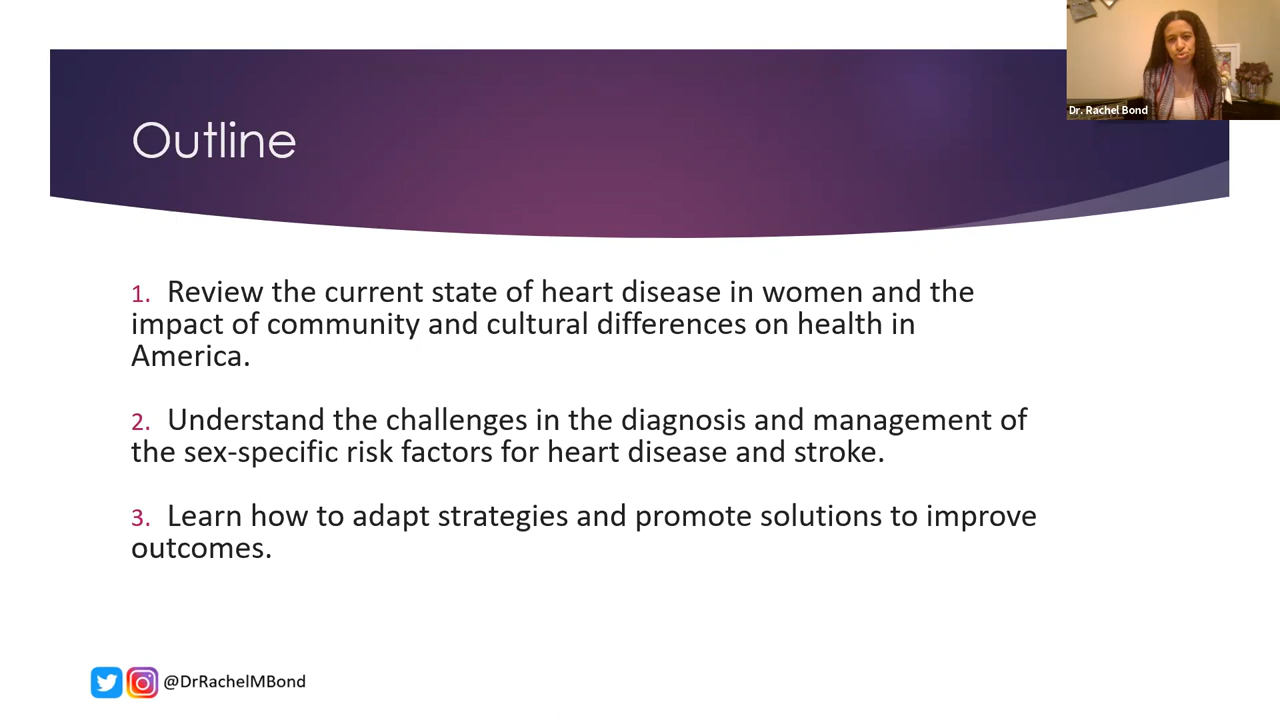 Dr. Rachel Bond
Outline
1. Review the current state of heart disease in women and the
impact of community and cultural differences on health in
America.
2. Understand the challenges in the diagnosis and management of
the sex-specific risk factors for heart disease and stroke.
3. Learn how to adapt strategies and promote solutions to improve
outcomes.
@DrRachelMBond